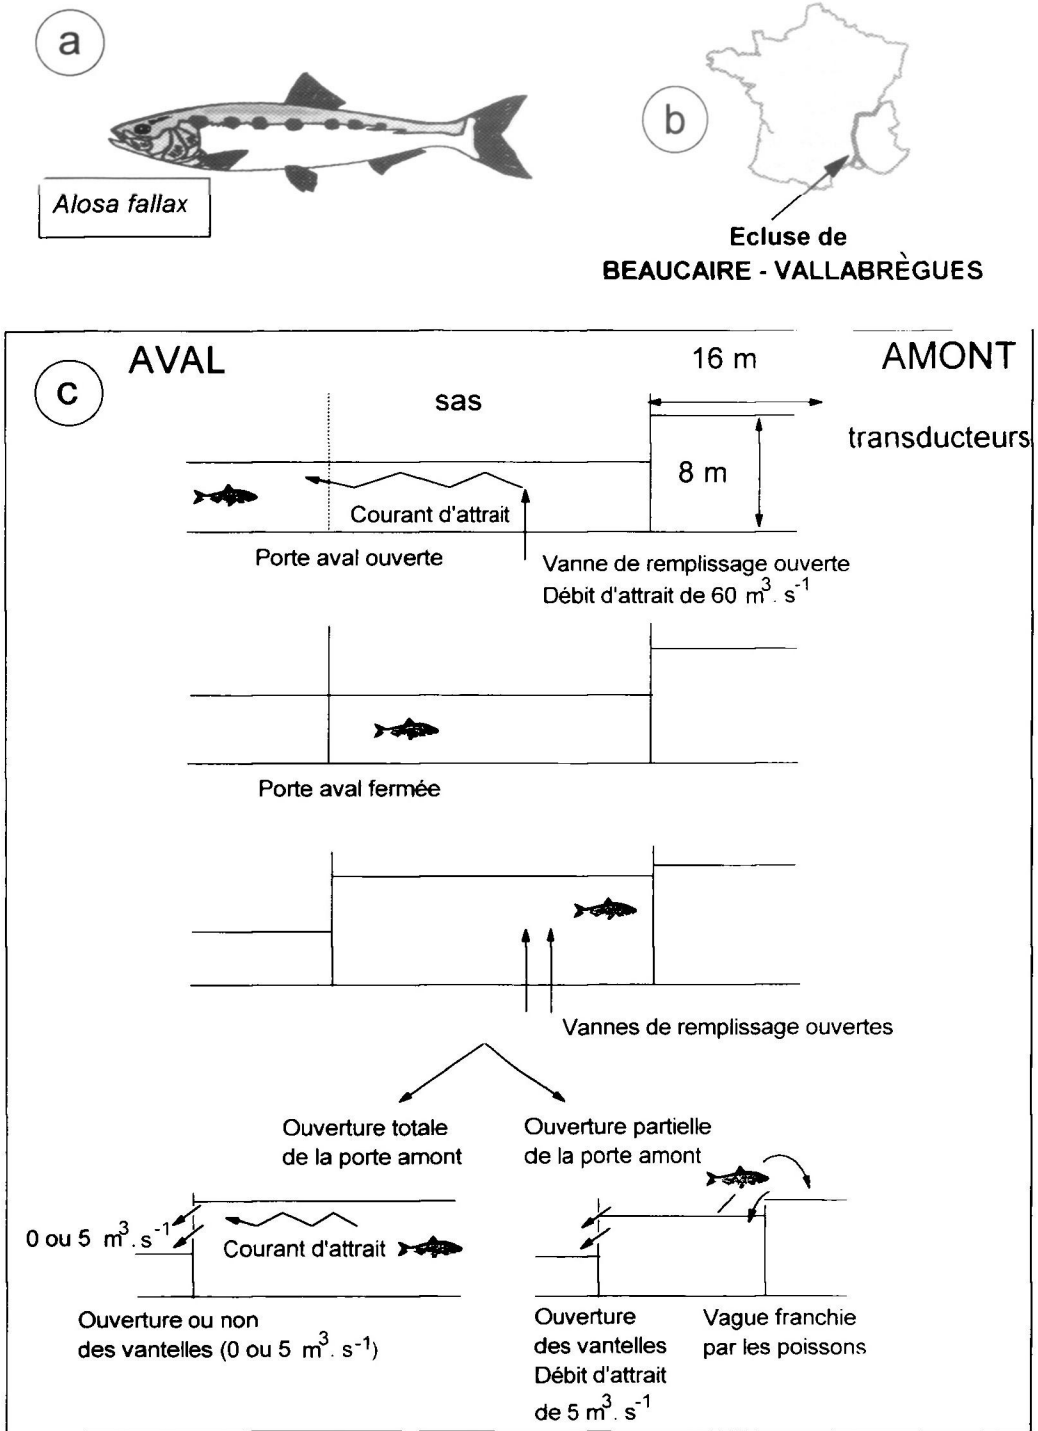 a
Alosa fallax
b
Ecluse de
BEAUCAIRE - VALLABRÈGUES
c
AVAL
16 m
AMONT
sas
transducteurs
8 m
Courant d'attrait
Porte aval ouverte
Vanne de remplissage ouverte
Débit d'attrait de 60 m³. s⁻¹
Porte aval fermée
Vannes de remplissage ouvertes
Ouverture totale
de la porte amont
Ouverture partielle
de la porte amont
0 ou 5 m³. s⁻¹
Courant d'attrait
Ouverture ou non
des vantelles (0 ou 5 m³. s⁻¹)
Ouverture
des vantelles
Débit d'attrait
de 5 m³. s⁻¹
Vague franchie
par les poissons